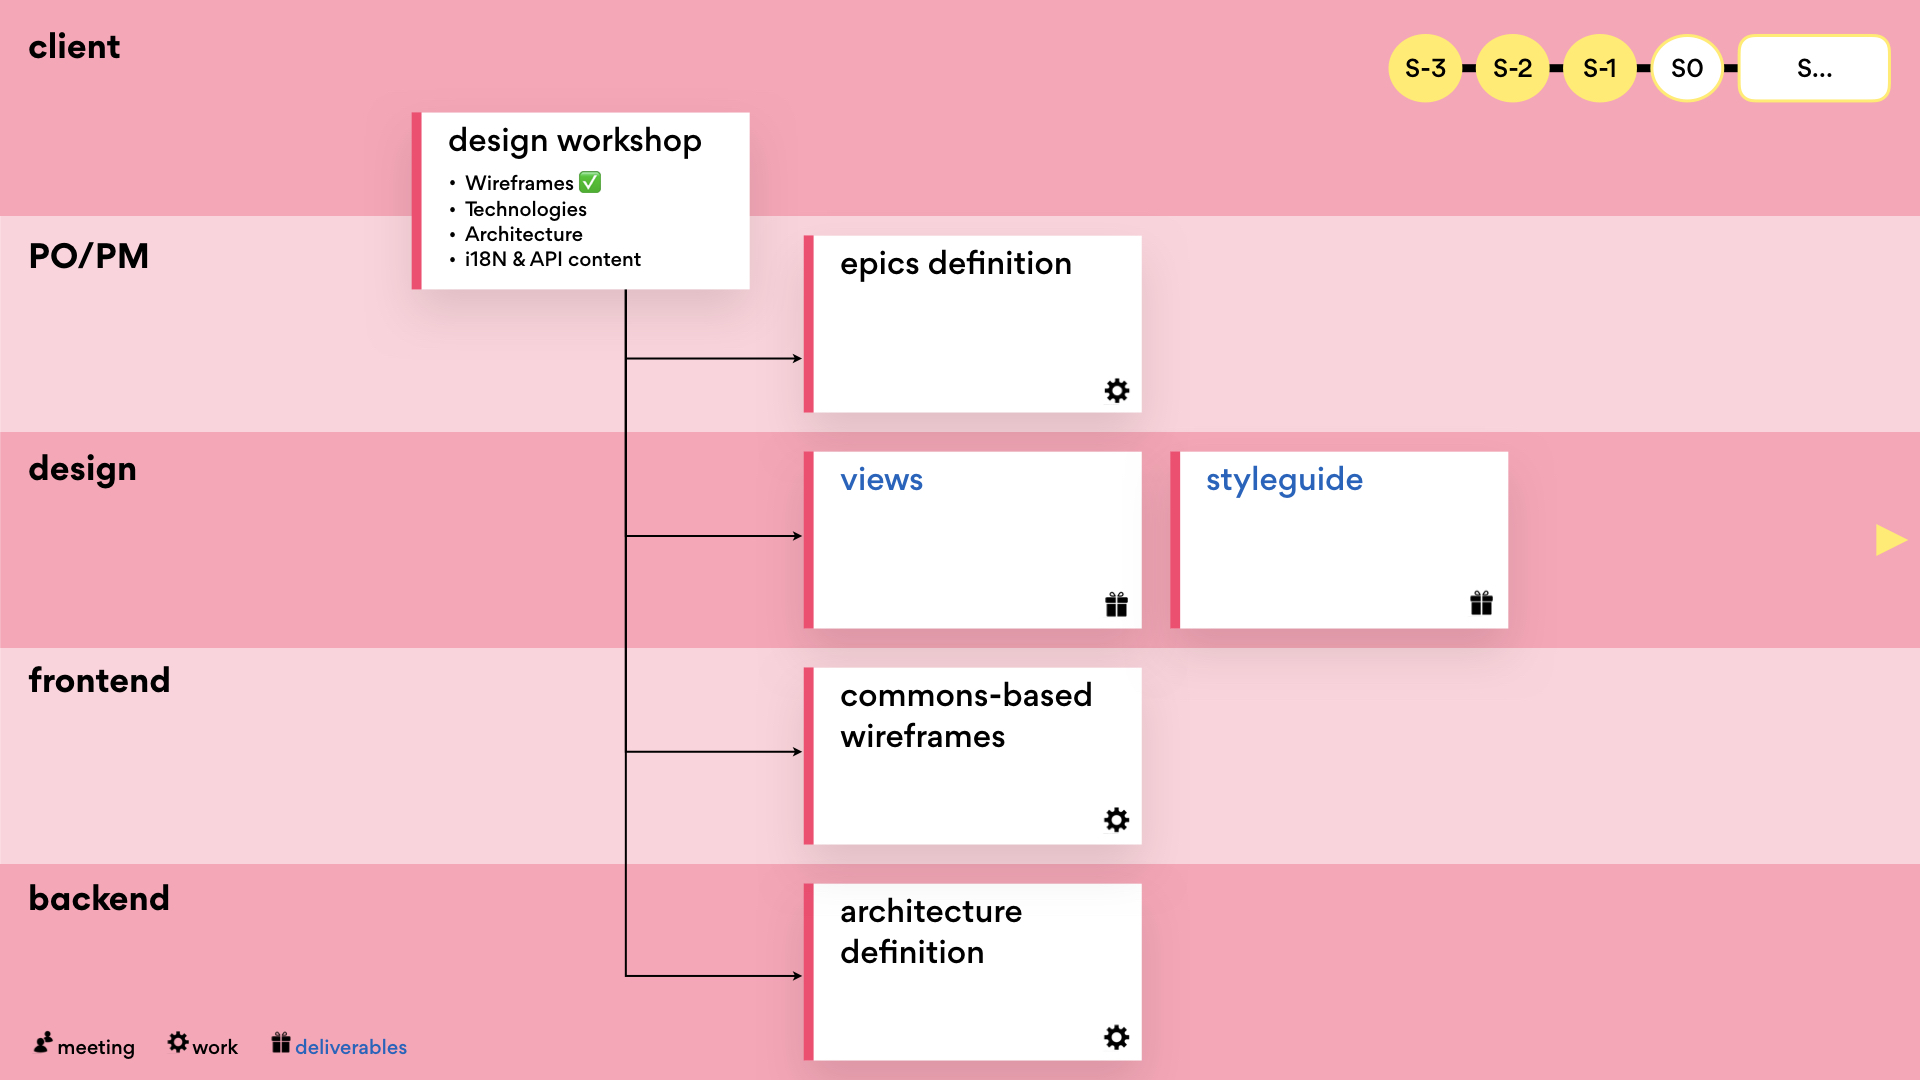 client
S-3 S-2 S-1 S0 S...
design workshop
• Wireframes ✅
• Technologies
• Architecture
• i18N & API content
PO/PM
epics definition
design
views
styleguide
frontend
commons-based
wireframes
backend
architecture
definition
meeting work deliverables